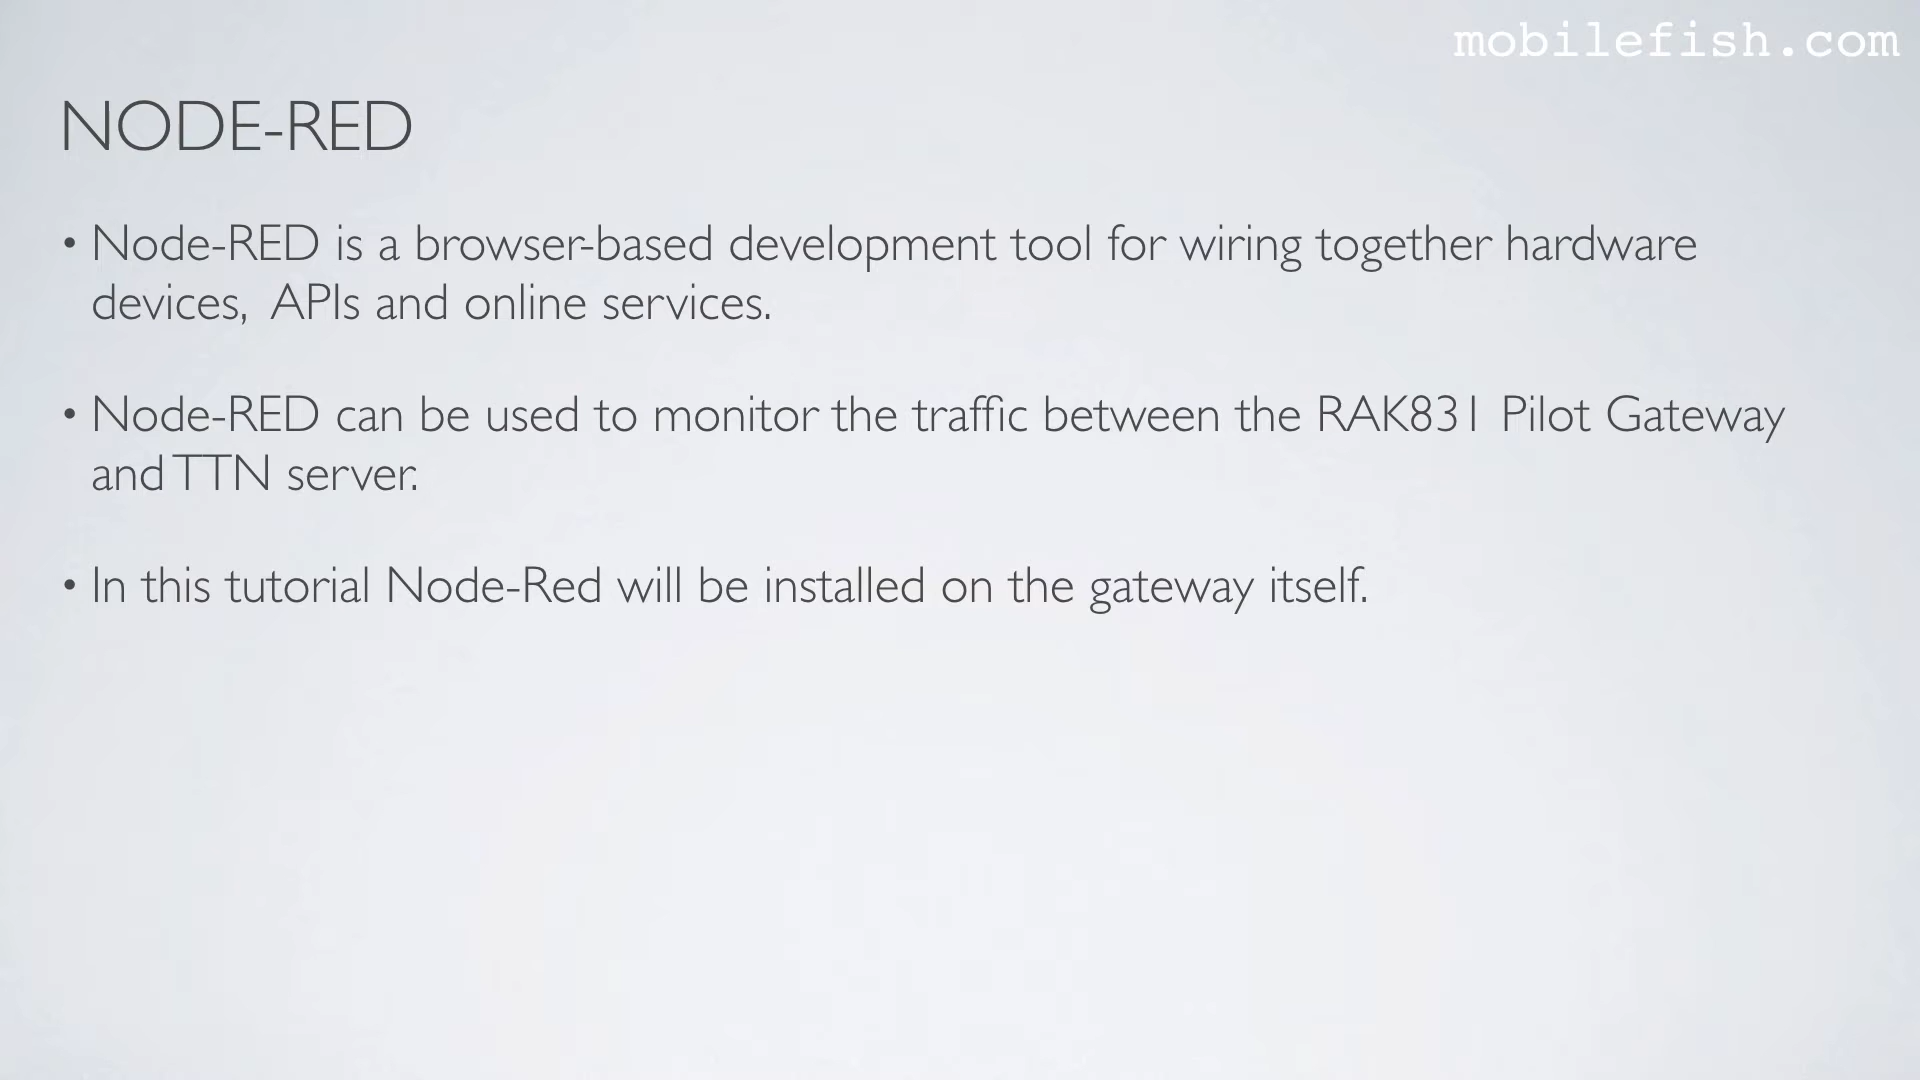 mobilefish.com
NODE-RED
• Node-RED is a browser-based development tool for wiring together hardware
devices, APIs and online services.
• Node-RED can be used to monitor the traffic between the RAK831 Pilot Gateway
and TTN server.
• In this tutorial Node-Red will be installed on the gateway itself.